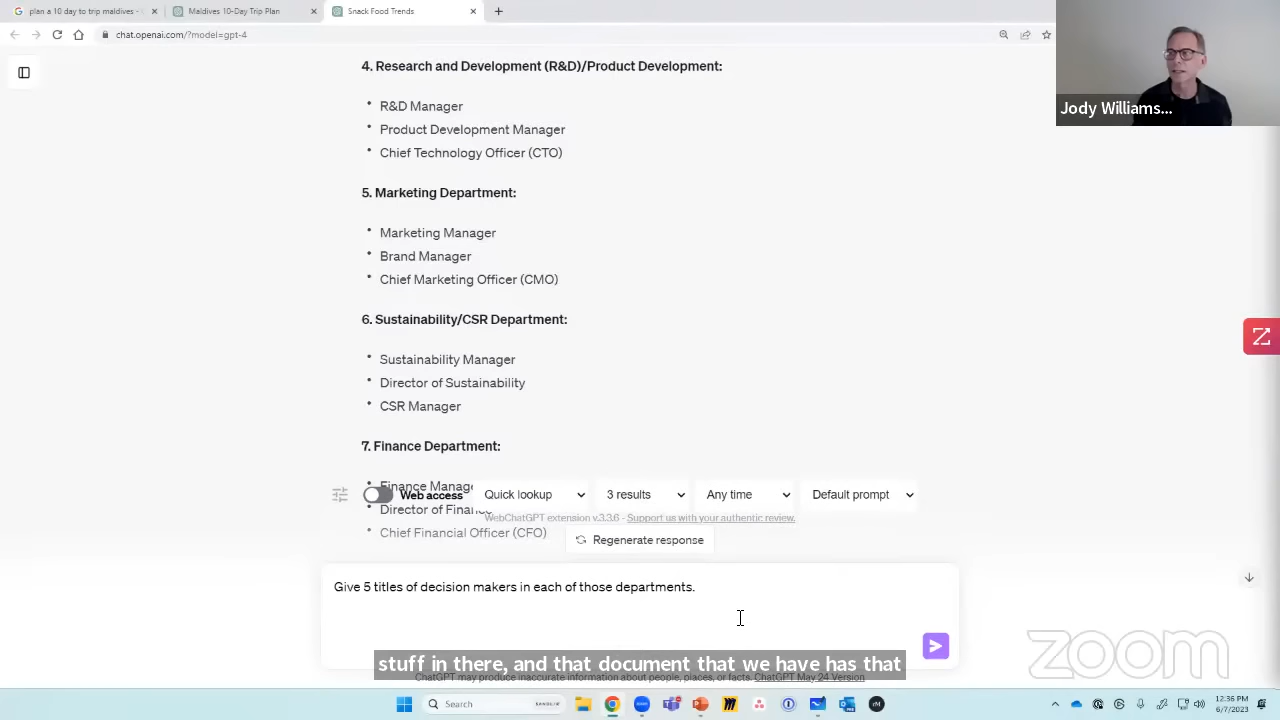 plan a 10 day to trip maldives -
Maldives 10-Day Trip Plan
Snack Food Trends
chat.openai.com/?model=gpt-4
Jody Williams...
4. Research and Development (R&D)/Product Development:
R&D Manager
Product Development Manager
Chief Technology Officer (CTO)
5. Marketing Department:
Marketing Manager
Brand Manager
Chief Marketing Officer (CMO)
6. Sustainability/CSR Department:
Sustainability Manager
Director of Sustainability
CSR Manager
7. Finance Department:
Finance Manage
Web access
Quick lookup
3 results
Any time
Default prompt
Director of Finance
WebChatGPT extension v.3.3.6 - Support us with your authentic review.
Chief Financial Officer (CFO)
Regenerate response
Give 5 titles of decision makers in each of those departments.
zoom
stuff in there, and that document that we have has that
ChatGPT may produce inaccurate information about people, places, or facts. ChatGPT May 24 Version
Search
12:36 PM
6/7/2023